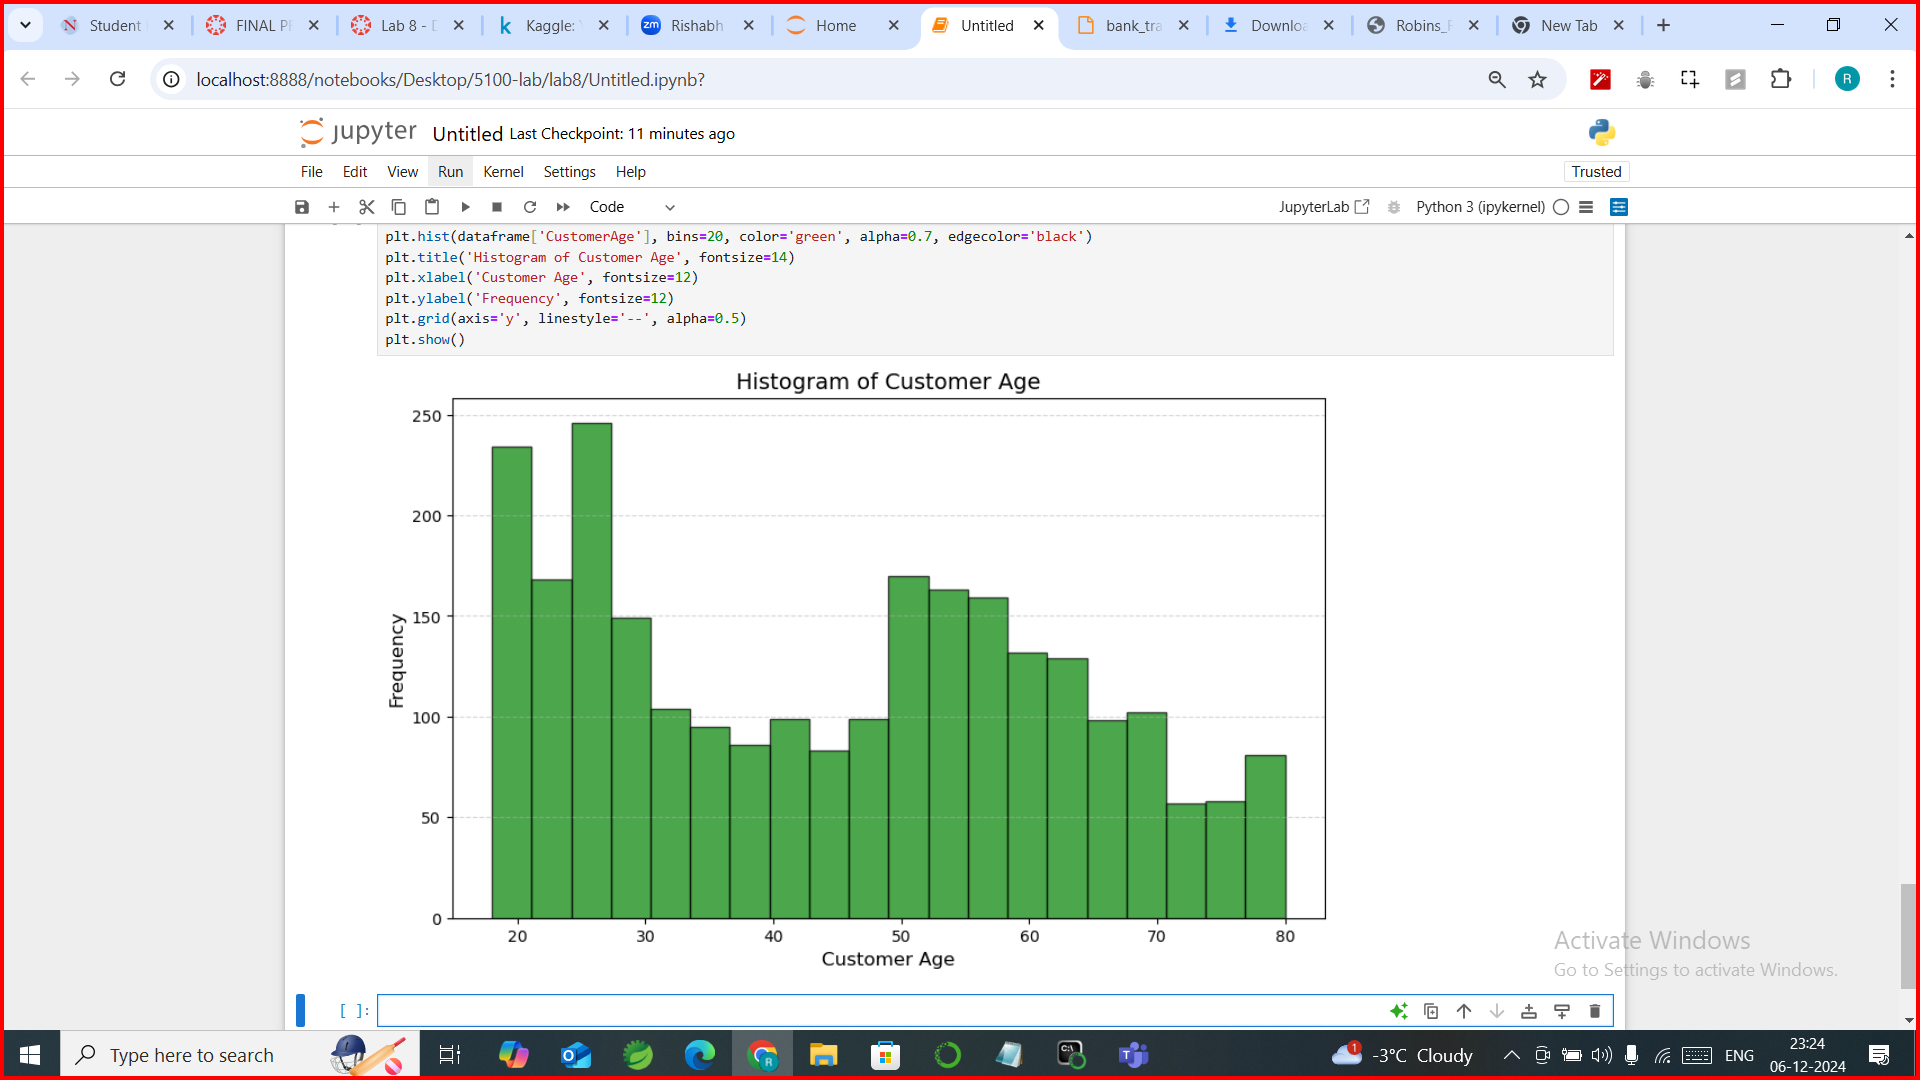 Student
FINAL P
Lab 8 - D
Kaggle:
Rishabh
Home
Untitled
bank_tra
Downloa
Robins_F
New Tab
localhost:8888/notebooks/Desktop/5100-lab/lab8/Untitled.ipynb?
R
jupyter Untitled Last Checkpoint: 11 minutes ago
File Edit View Run Kernel Settings Help
Trusted
Code
JupyterLab
Python 3 (ipykernel)
plt.hist(dataframe['CustomerAge'], bins=20, color='green', alpha=0.7, edgecolor='black')
plt.title('Histogram of Customer Age', fontsize=14)
plt.xlabel('Customer Age', fontsize=12)
plt.ylabel('Frequency', fontsize=12)
plt.grid(axis='y', linestyle='--', alpha=0.5)
plt.show()
Histogram of Customer Age
250
200
150
100
50
0
Frequency
20 30 40 50 60 70 80
Customer Age
Activate Windows
Go to Settings to activate Windows.
[ ]:
Type here to search
1
-3°C Cloudy
ENG
23:24
06-12-2024